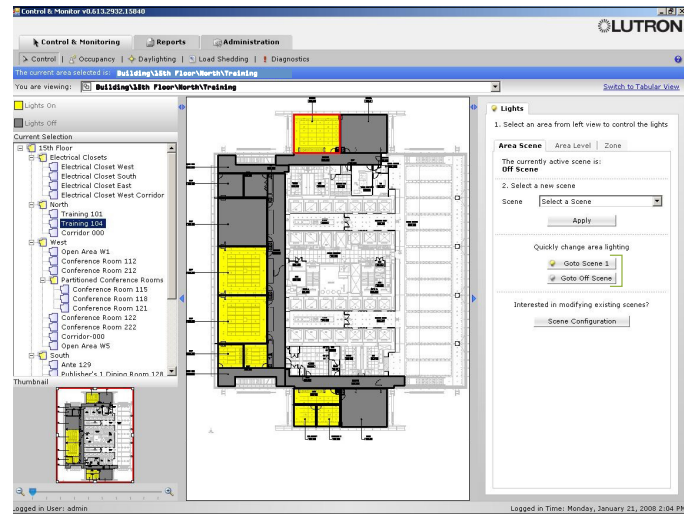 Control & Monitor v0.613.2932.15840
LUTRON
Control & Monitoring
Reports
Administration
Control
Occupancy
Daylighting
Load Shedding
Diagnostics
The current area selected is: Building\15th Floor\North\Training
You are viewing: Building\15th Floor\North\Training
Switch to Tabular View
Lights On
Lights Off
Current Selection
15th Floor
Electrical Closets
Electrical Closet West
Electrical Closet South
Electrical Closet East
Electrical Closet West Corridor
North
Training 101
Training 104
Corridor 000
West
Open Area W1
Conference Room 112
Conference Room 212
Partitioned Conference Rooms
Conference Room 115
Conference Room 118
Conference Room 121
Conference Room 122
Conference Room 222
Corridor-000
Open Area W5
South
Ante 129
Publisher's 1 Dining Room 128
Thumbnail
Lights
1. Select an area from left view to control the lights
Area Scene
Area Level
Zone
The currently active scene is:
Off Scene
2. Select a new scene
Scene
Select a Scene
Apply
Quickly change area lighting
Goto Scene 1
Goto Off Scene
Interested in modifying existing scenes?
Scene Configuration
Logged in User: admin
Logged in Time: Monday, January 21, 2008 2:04 PM